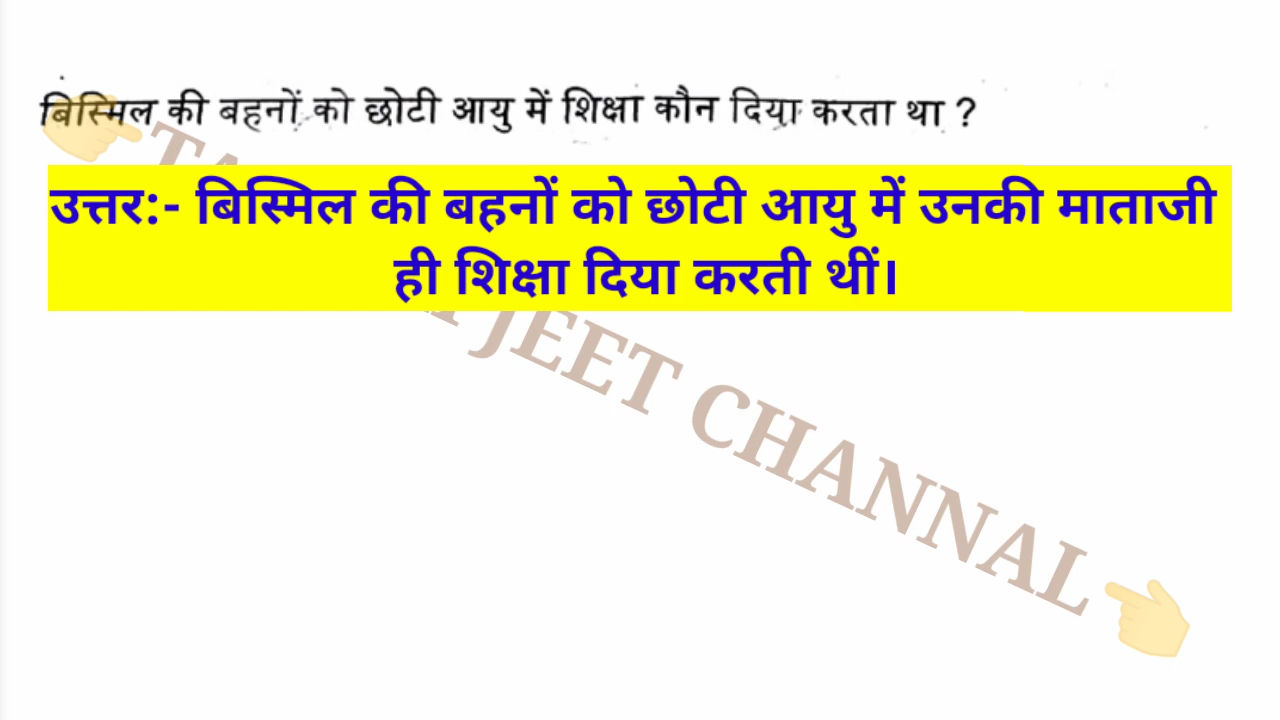 बिस्मिल की बहनों को छोटी आयु में शिक्षा कौन दिया करता था ?
उत्तर:- बिस्मिल की बहनों को छोटी आयु में उनकी माताजी
ही शिक्षा दिया करती थीं।
JEET CHANNAL